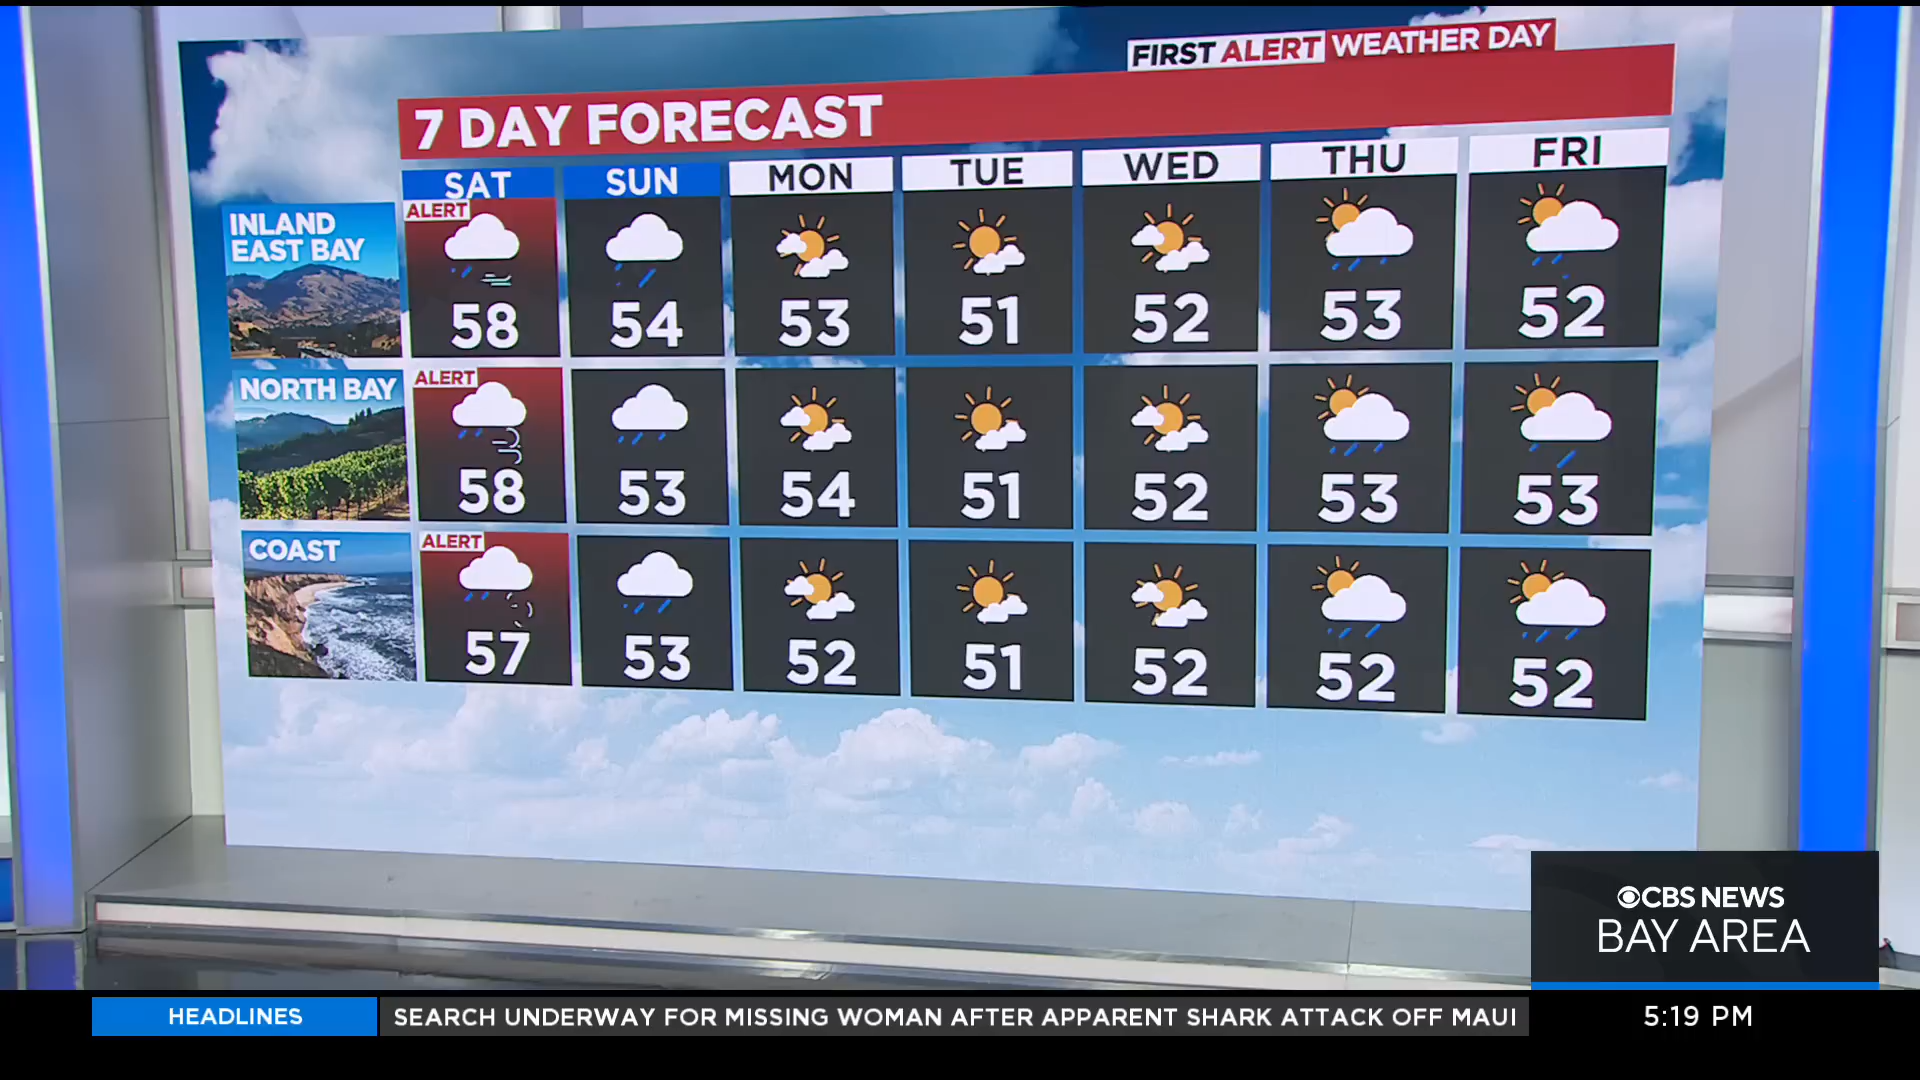 FIRST ALERT WEATHER DAY
7 DAY FORECAST
SAT SUN MON TUE WED THU FRI
INLAND
EAST BAY
ALERT
58 54 53 51 52 53 52
NORTH BAY
ALERT
58 53 54 51 52 53 53
COAST
ALERT
57 53 52 51 52 52 52
CBS NEWS
BAY AREA
HEADLINES
SEARCH UNDERWAY FOR MISSING WOMAN AFTER APPARENT SHARK ATTACK OFF MAUI
5:19 PM